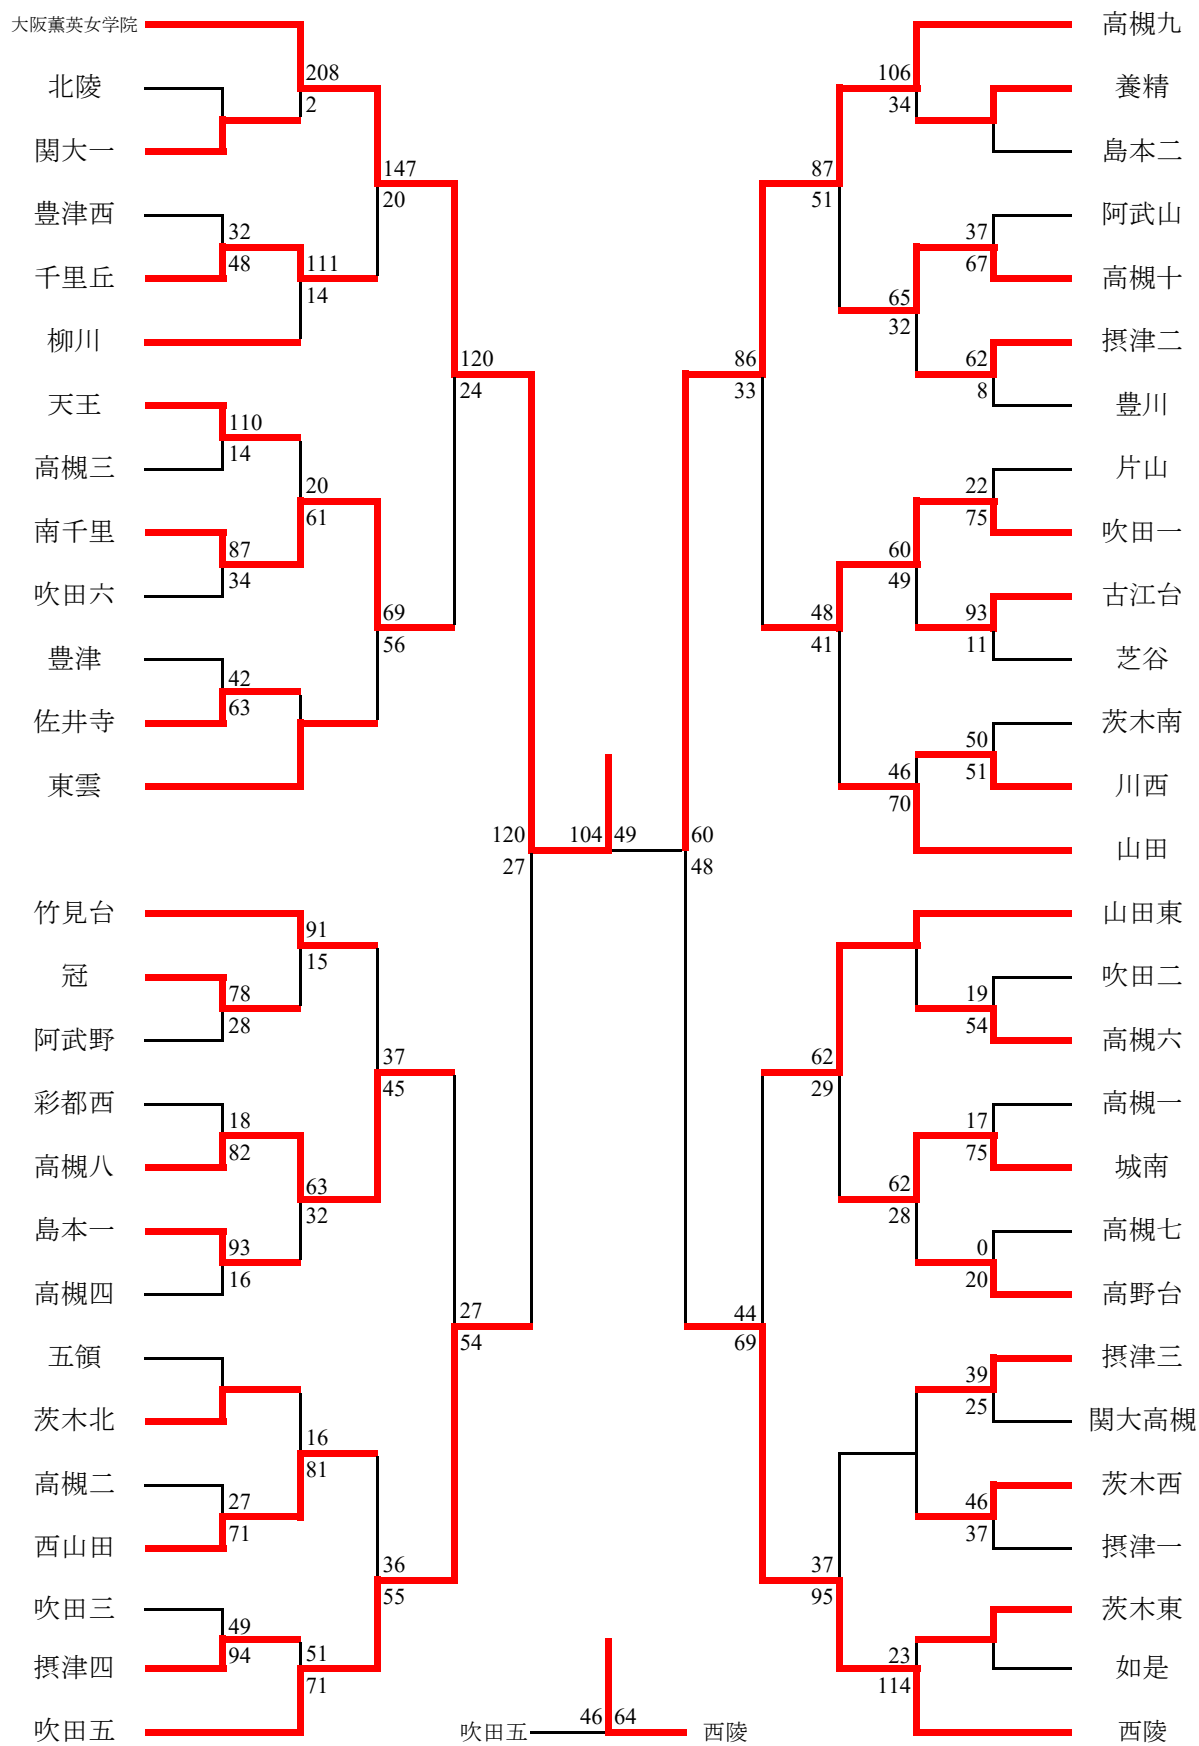 大阪薫英女学院
北陵
関大一
豊津西
千里丘
柳川
天王
高槻三
南千里
吹田六
豊津
佐井寺
東雲
竹見台
冠
阿武野
彩都西
高槻八
島本一
高槻四
五領
茨木北
高槻二
西山田
吹田三
摂津四
吹田五
208
2
147
20
32
48
111
14
120
24
110
14
20
61
87
34
69
56
42
63
120
27
104
49
91
15
78
28
37
45
18
82
63
32
93
16
27
54
16
81
27
71
36
55
49
94
51
71
吹田五
46
64
西陵
106
34
87
51
37
67
65
32
62
8
86
33
22
75
60
49
93
11
48
41
50
51
46
70
60
48
19
54
62
29
17
75
62
28
0
20
44
69
39
25
46
37
37
95
23
114
高槻九
養精
島本二
阿武山
高槻十
摂津二
豊川
片山
吹田一
古江台
芝谷
茨木南
川西
山田
山田東
吹田二
高槻六
高槻一
城南
高槻七
高野台
摂津三
関大高槻
茨木西
摂津一
茨木東
如是
西陵